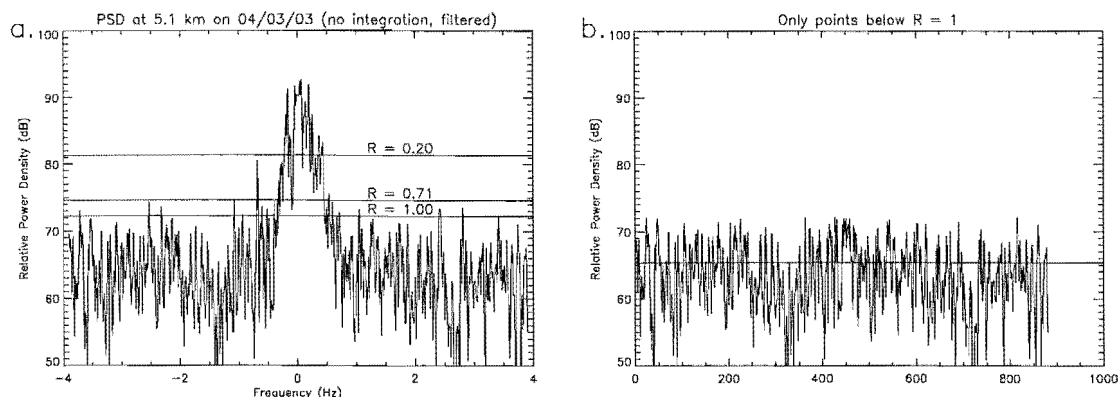 a.
PSD at 5.1 km on 04/03/03 (no integration, filtered)
Relative Power Density (dB)
100
90
80
70
60
50
R = 0.20
R = 0.71
R = 1.00
-4
-2
0
2
4
Frequency (Hz)
b.
Only points below R = 1
Relative Power Density (dB)
100
90
80
70
60
50
0
200
400
600
800
1000